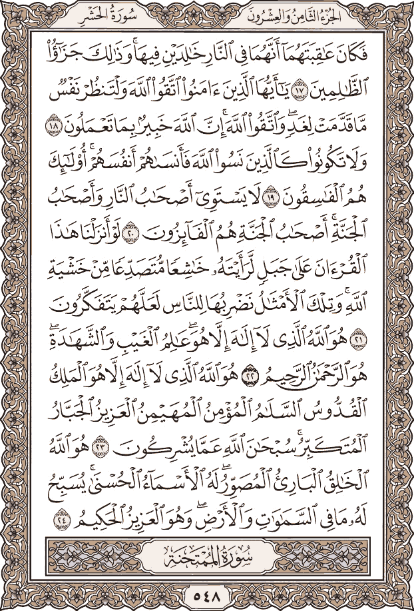 الجزء الثامن والعشرون
سورة الحشر
فَكَانَ عَٰقِبَتَهُمَآ أَنَّهُمَا فِى ٱلنَّارِ خَٰلِدَيْنِ فِيهَا ۚ وَذَٰلِكَ جَزَٰٓؤُا۟
ٱلظَّٰلِمِينَ ١٧ يَٰٓأَيُّهَا ٱلَّذِينَ ءَامَنُوا۟ ٱتَّقُوا۟ ٱللَّهَ وَلْتَنظُرْ نَفْسٌ
مَّا قَدَّمَتْ لِغَدٍ ۖ وَٱتَّقُوا۟ ٱللَّهَ ۚ إِنَّ ٱللَّهَ خَبِيرٌۢ بِمَا تَعْمَلُونَ ١٨
وَلَا تَكُونُوا۟ كَٱلَّذِينَ نَسُوا۟ ٱللَّهَ فَأَنسَىٰهُمْ أَنفُسَهُمْ ۚ أُو۟لَٰٓئِكَ
هُمُ ٱلْفَٰسِقُونَ ١٩ لَا يَسْتَوِىٓ أَصْحَٰبُ ٱلنَّارِ وَأَصْحَٰبُ
ٱلْجَنَّةِ ۚ أَصْحَٰبُ ٱلْجَنَّةِ هُمُ ٱلْفَآئِزُونَ ٢٠ لَوْ أَنزَلْنَا هَٰذَا
ٱلْقُرْءَانَ عَلَىٰ جَبَلٍ لَّرَأَيْتَهُۥ خَٰشِعًا مُّتَصَدِّعًا مِّنْ خَشْيَةِ
ٱللَّهِ ۚ وَتِلْكَ ٱلْأَمْثَٰلُ نَضْرِبُهَا لِلنَّاسِ لَعَلَّهُمْ يَتَفَكَّرُونَ
٢١ هُوَ ٱللَّهُ ٱلَّذِى لَآ إِلَٰهَ إِلَّا هُوَ ۖ عَٰلِمُ ٱلْغَيْبِ وَٱلشَّهَٰدَةِ ۖ
هُوَ ٱلرَّحْمَٰنُ ٱلرَّحِيمُ ٢٢ هُوَ ٱللَّهُ ٱلَّذِى لَآ إِلَٰهَ إِلَّا هُوَ ٱلْمَلِكُ
ٱلْقُدُّوسُ ٱلسَّلَٰمُ ٱلْمُؤْمِنُ ٱلْمُهَيْمِنُ ٱلْعَزِيزُ ٱلْجَبَّارُ
ٱلْمُتَكَبِّرُ ۚ سُبْحَٰنَ ٱللَّهِ عَمَّا يُشْرِكُونَ ٢٣ هُوَ ٱللَّهُ
ٱلْخَٰلِقُ ٱلْبَارِئُ ٱلْمُصَوِّرُ ۖ لَهُ ٱلْأَسْمَآءُ ٱلْحُسْنَىٰ ۚ يُسَبِّحُ
لَهُۥ مَا فِى ٱلسَّمَٰوَٰتِ وَٱلْأَرْضِ ۖ وَهُوَ ٱلْعَزِيزُ ٱلْحَكِيمُ ٢٤
سورة الممتحنة
٥٤٨